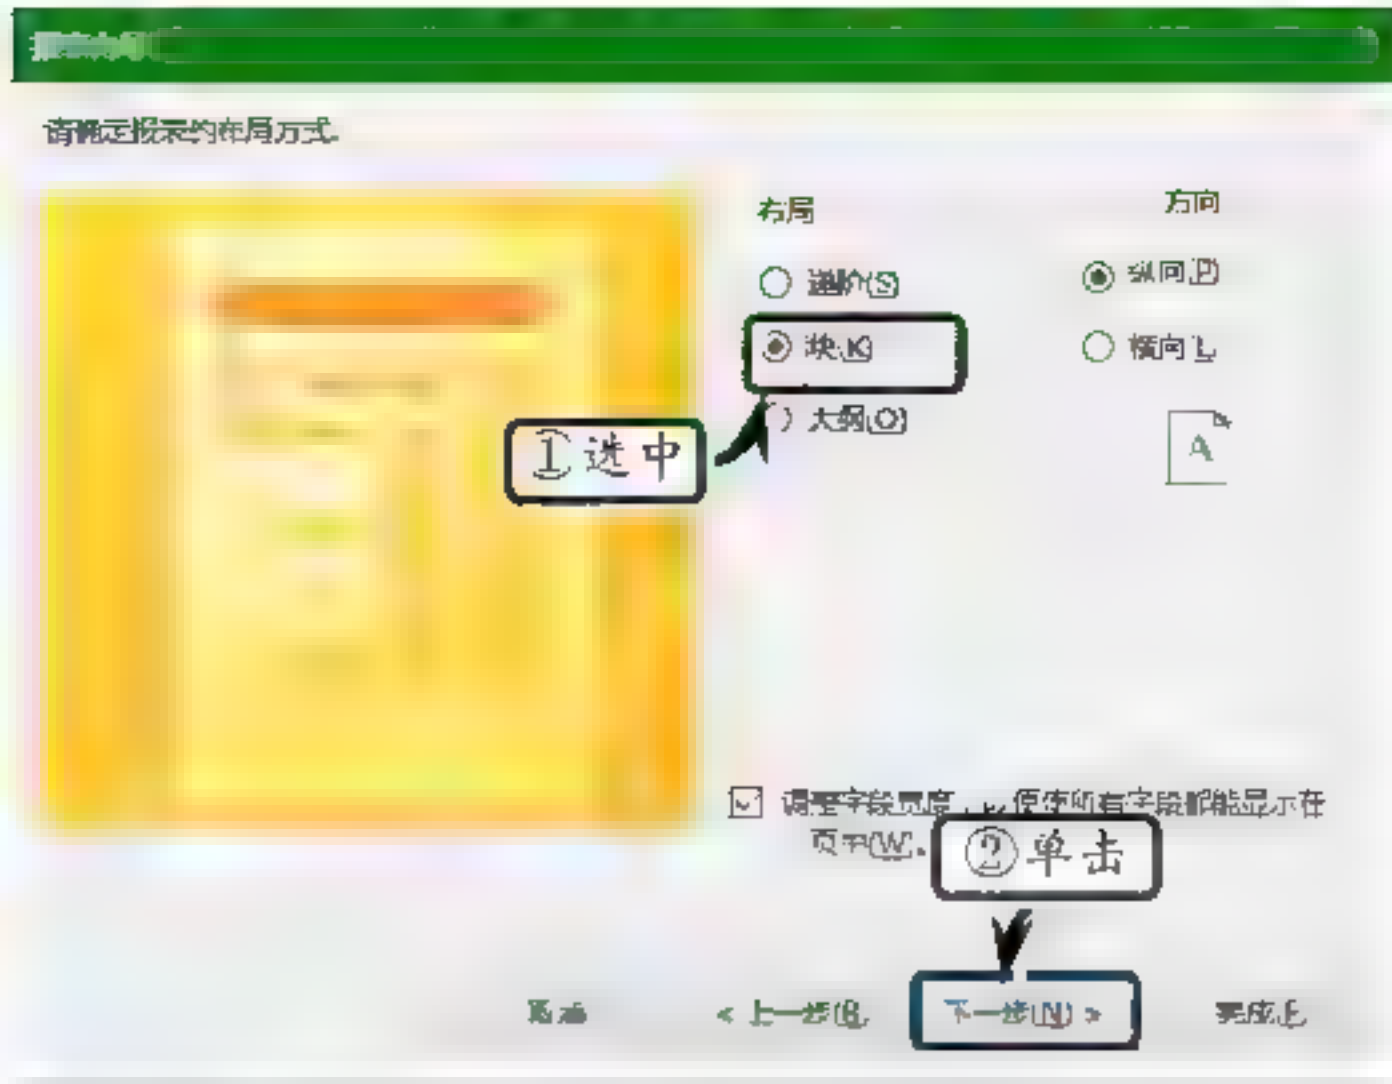 请确定报表的布局方式.
布局
方向
递阶(S)
纵向(P)
块(K)
横向(L)
大纲(O)
①选中
A
调整字段宽度，以便使所有字段都能显示在
页中(W)。
②单击
取消
< 上一步(B)
下一步(N) >
完成(F)